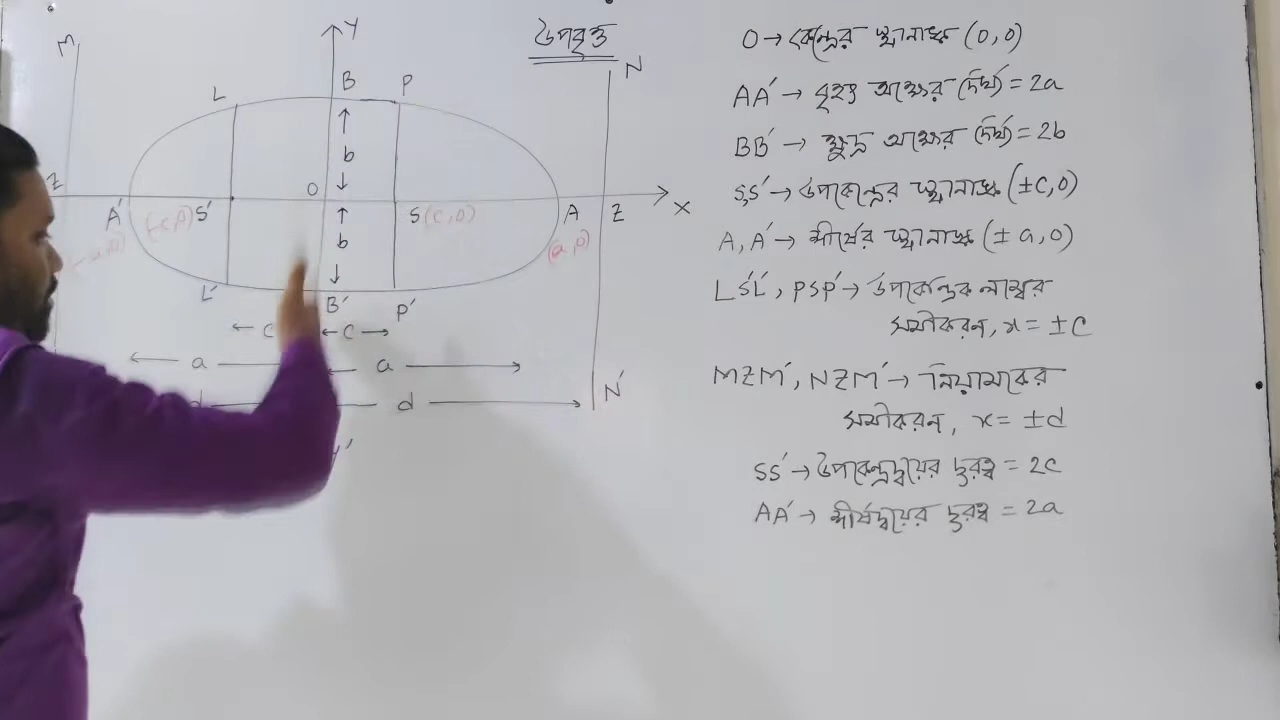 উপবৃত্ত
M
Y
N
L
B
P
b
Z
O
A′
(-c,0)
S′
S
(c,0)
A
Z
X
(a,0)
b
L′
B′
P′
← c
← c →
← a
a →
N′
d →
Y′
O → কেন্দ্রের স্থানাঙ্ক (0,0)
AA′ → বৃহৎ অক্ষের দৈর্ঘ্য = 2a
BB′ → ক্ষুদ্র অক্ষের দৈর্ঘ্য = 2b
S,S′ → উপকেন্দ্রের স্থানাঙ্ক (±c,0)
A, A′ → শীর্ষের স্থানাঙ্ক (± a, 0)
LS′L′, PSP′ → উপকেন্দ্রিক লম্বের
সমীকরণ, x = ±c
MZM′, NZM′ → নিয়ামকের
সমীকরণ, x = ±d
SS′ → উপকেন্দ্রদ্বয়ের দূরত্ব = 2c
AA′ → শীর্ষদ্বয়ের দূরত্ব = 2a